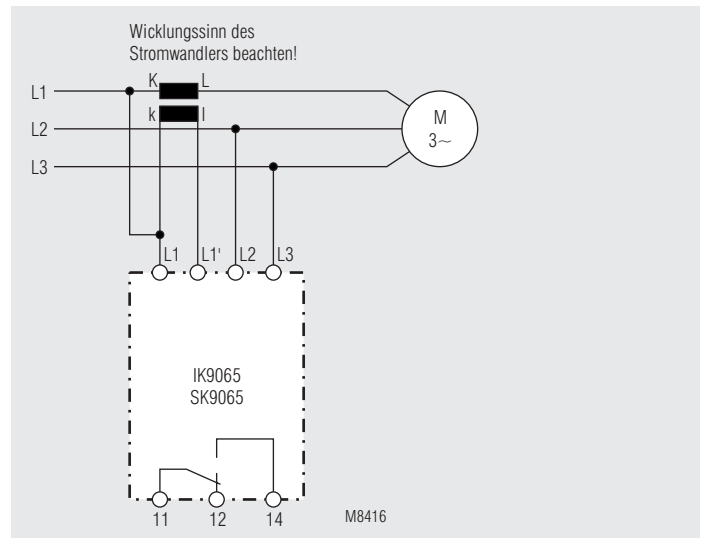 Wicklungssinn des
Stromwandlers beachten!
K L
L1
k l
L2
M
3~
L3
L1 L1' L2 L3
IK9065
SK9065
11 12 14
M8416